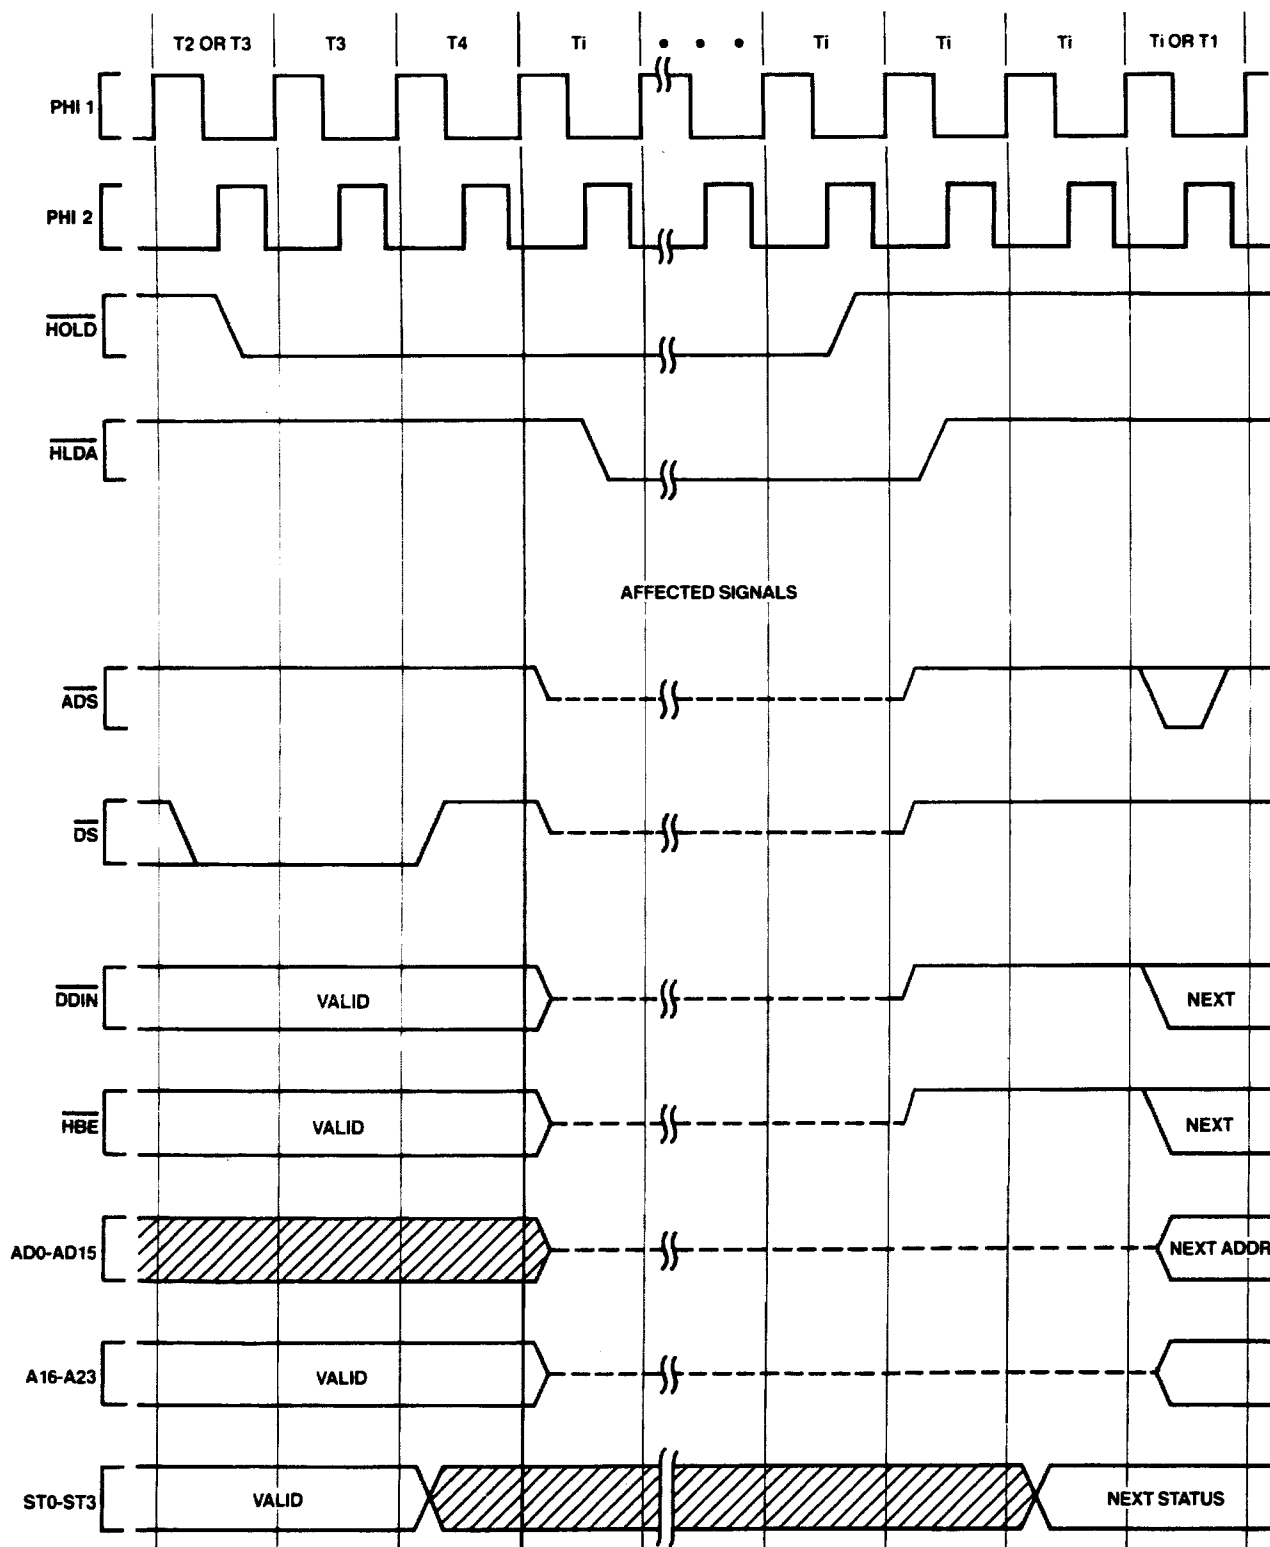 T2 OR T3 T3 T4 Ti • • • Ti Ti Ti Ti OR T1
PHI 1
PHI 2
HOLD
HLDA
AFFECTED SIGNALS
ADS
DS
DDIN VALID NEXT
HBE VALID NEXT
AD0-AD15 NEXT ADDR
A16-A23 VALID
ST0-ST3 VALID NEXT STATUS